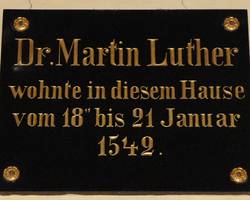 Dr. Martin Luther
wohnte in diesem Hause
vom 18" bis 21 Januar
1542.